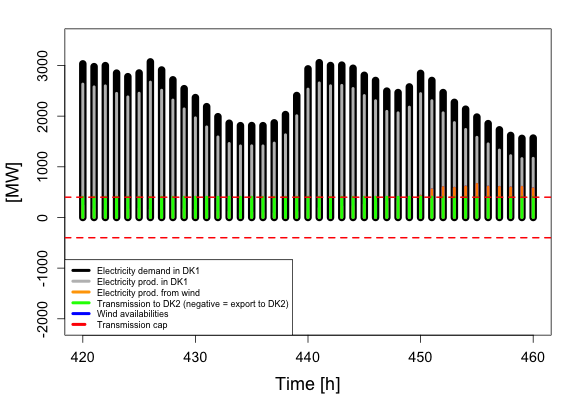 [MW]
3000
2000
1000
0
-1000
-2000
Electricity demand in DK1
Electricity prod. in DK1
Electricity prod. from wind
Transmission to DK2 (negative = export to DK2)
Wind availabilities
Transmission cap
420 430 440 450 460
Time [h]